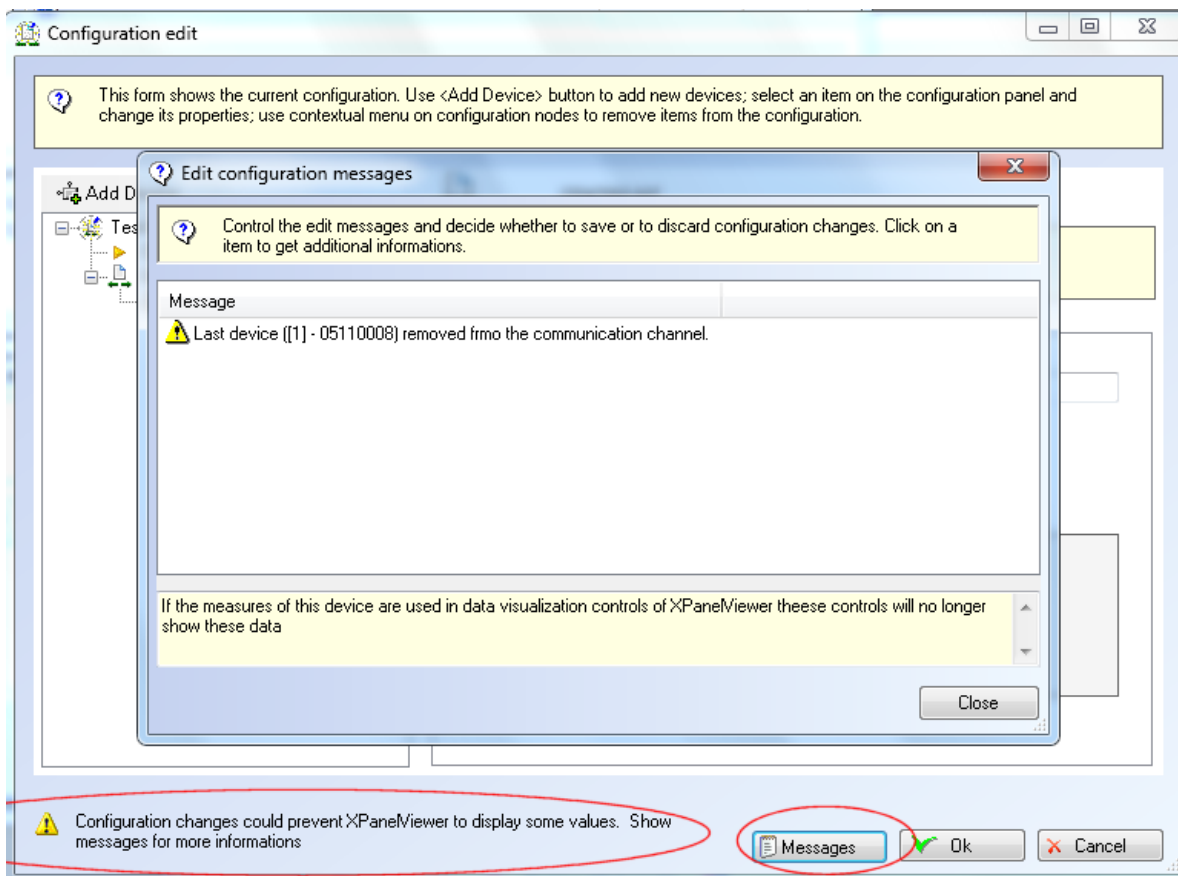 Configuration edit
This form shows the current configuration. Use <Add Device> button to add new devices; select an item on the configuration panel and
change its properties; use contextual menu on configuration nodes to remove items from the configuration.
Edit configuration messages
Add D
Control the edit messages and decide whether to save or to discard configuration changes. Click on a
item to get additional informations.
Tes
Message
Last device ([1] - 05110008) removed frmo the communication channel.
If the measures of this device are used in data visualization controls of XPanelViewer theese controls will no longer
show these data
Close
Configuration changes could prevent XPanelViewer to display some values. Show
messages for more informations
Messages
Ok
Cancel